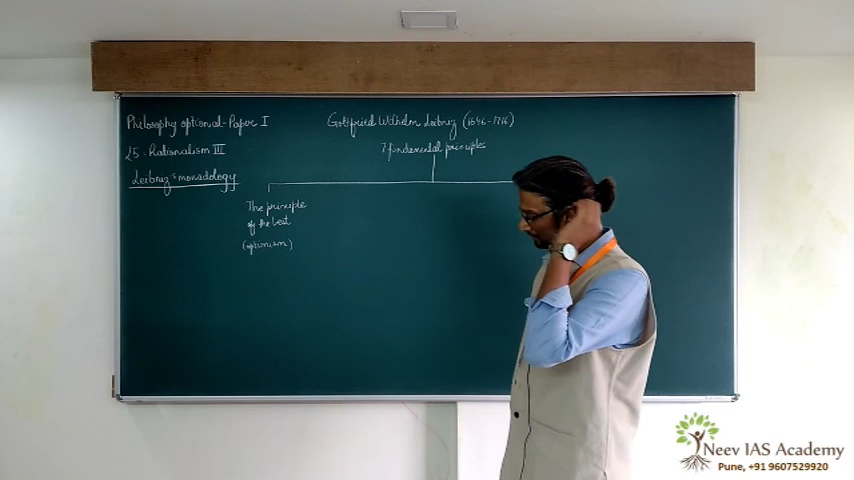 Philosophy optional-Paper I
L5 - Rationalism III
Leibniz's monadology
Gottfried Wilhelm Leibniz (1646-1716)
7 fundamental principles
The principle
of the best
(optimism)
Neev IAS Academy
Pune, +91 9607529920